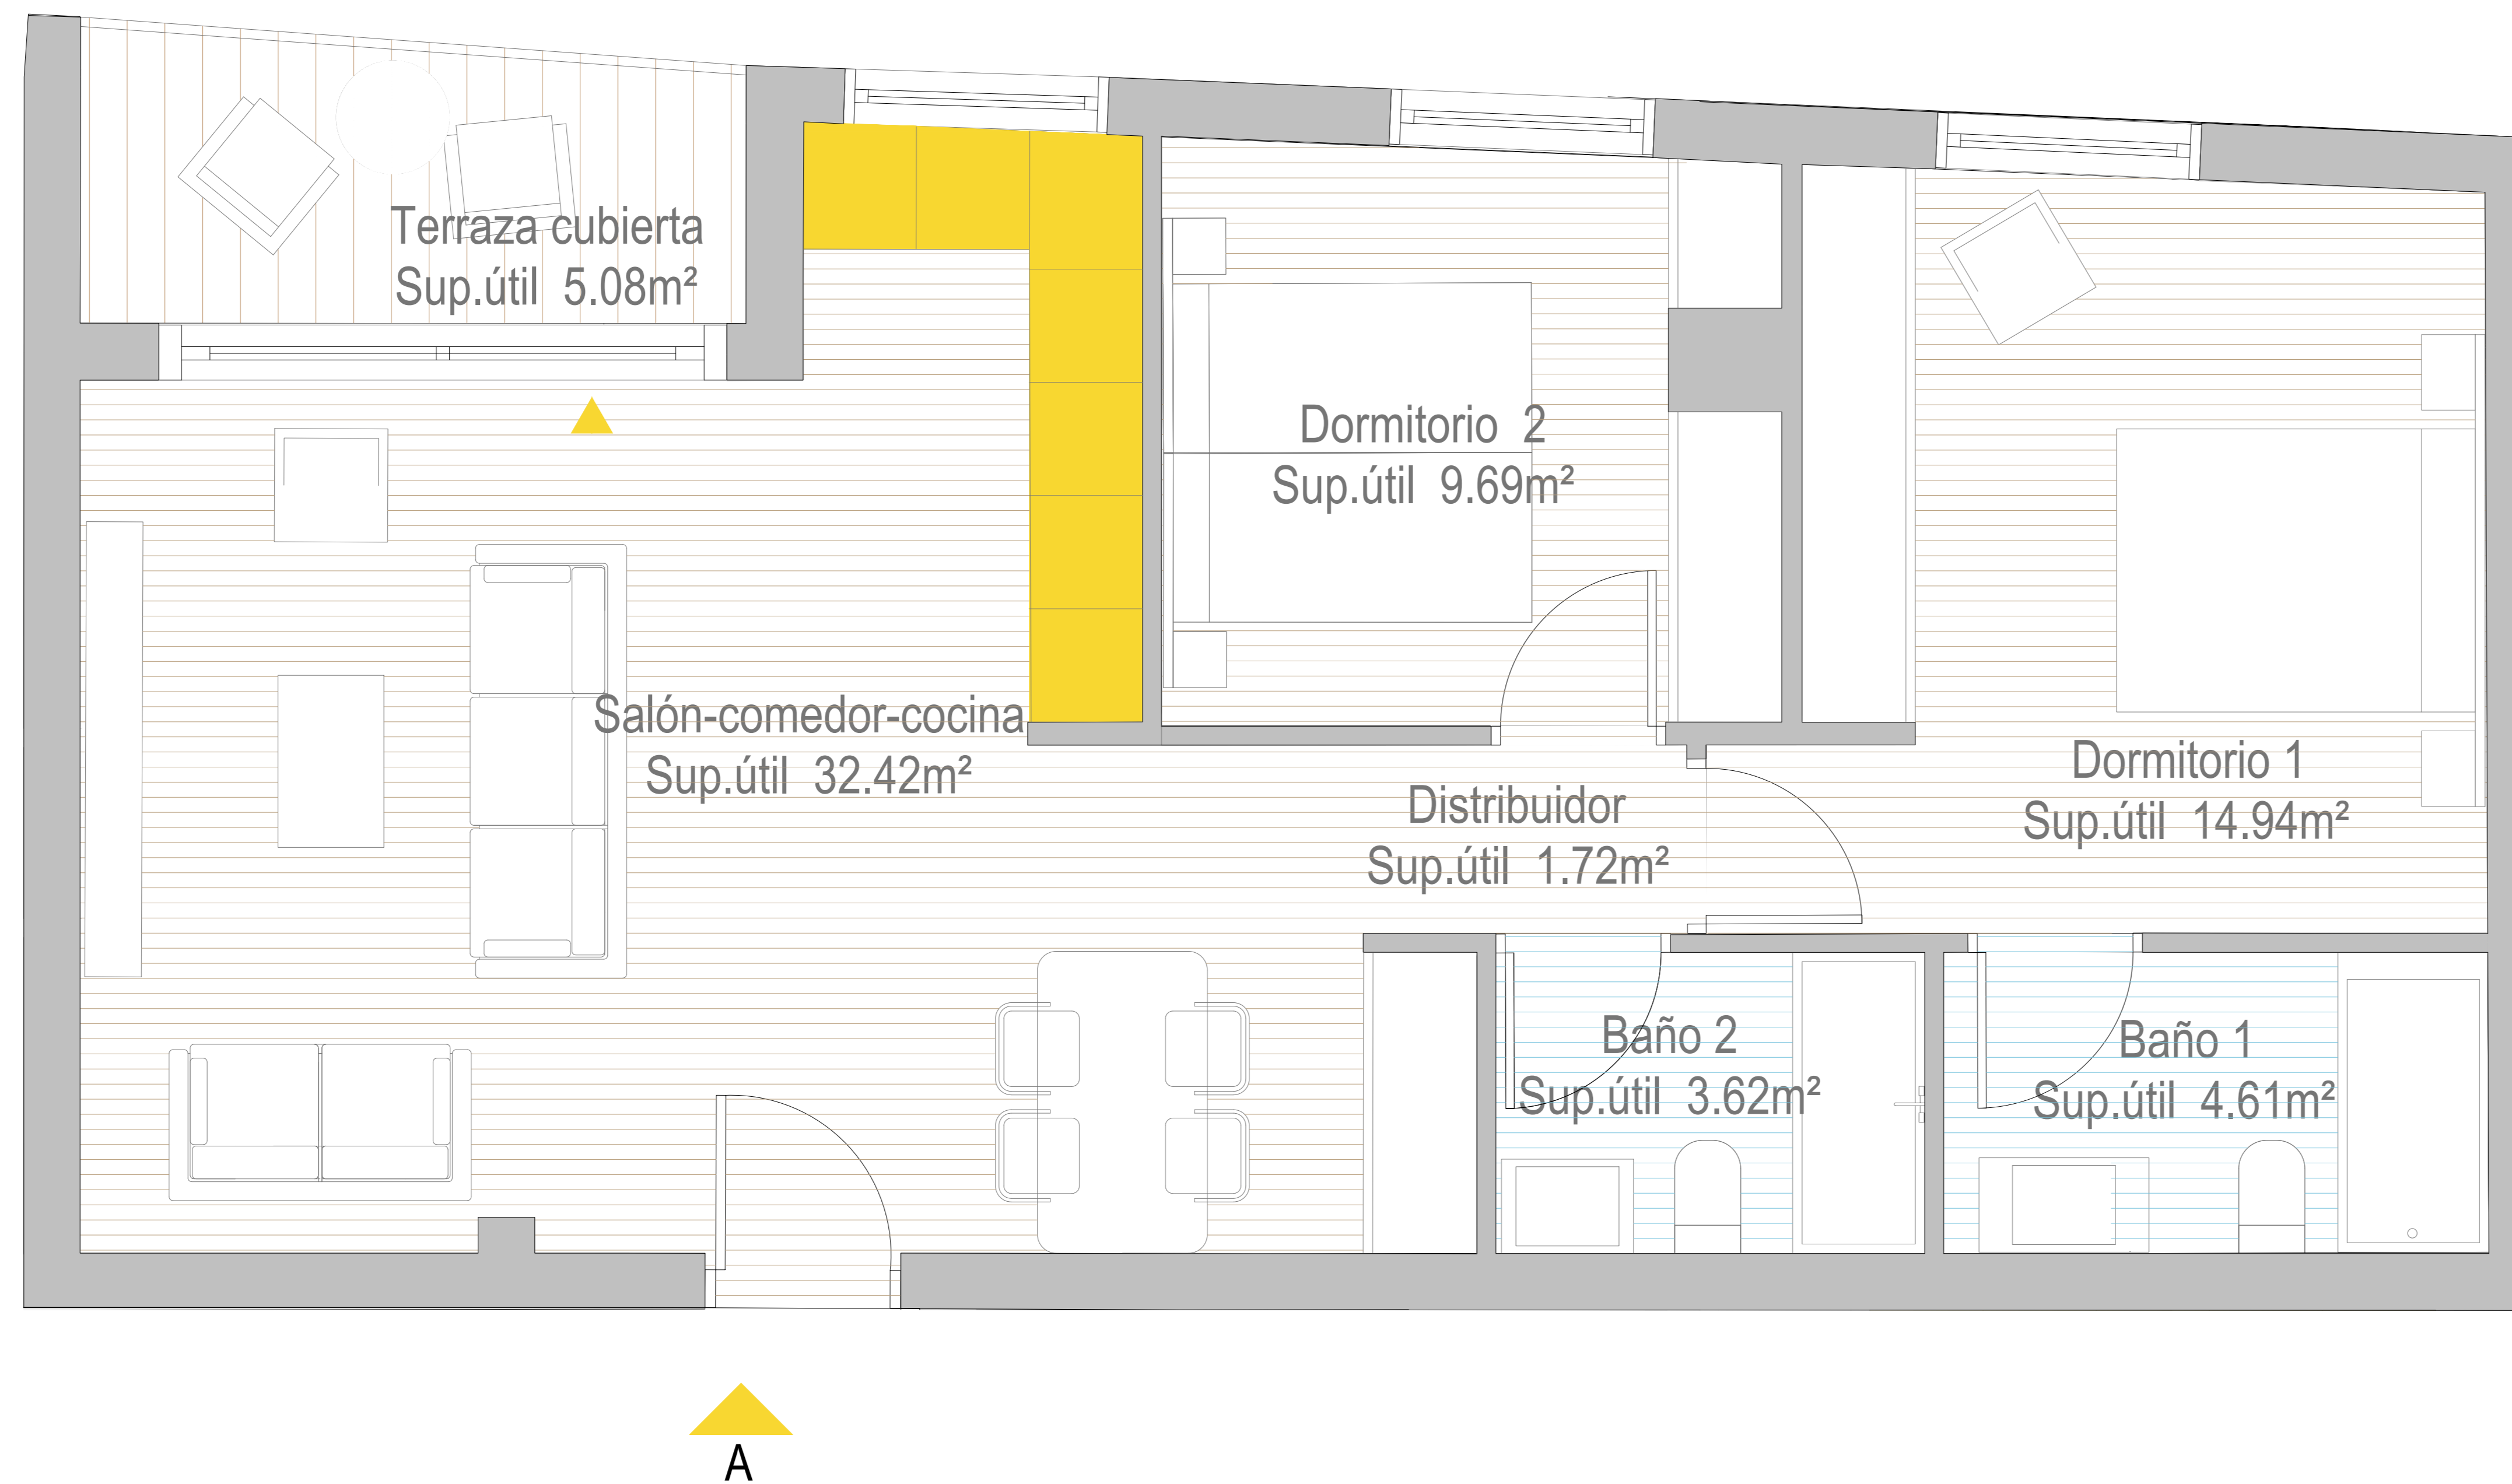 Terraza cubierta
Sup.útil 5.08m²
Dormitorio 2
Sup.útil 9.69m²
Salón-comedor-cocina
Sup.útil 32.42m²
Distribuidor
Sup.útil 1.72m²
Dormitorio 1
Sup.útil 14.94m²
Baño 2
Sup.útil 3.62m²
Baño 1
Sup.útil 4.61m²
A